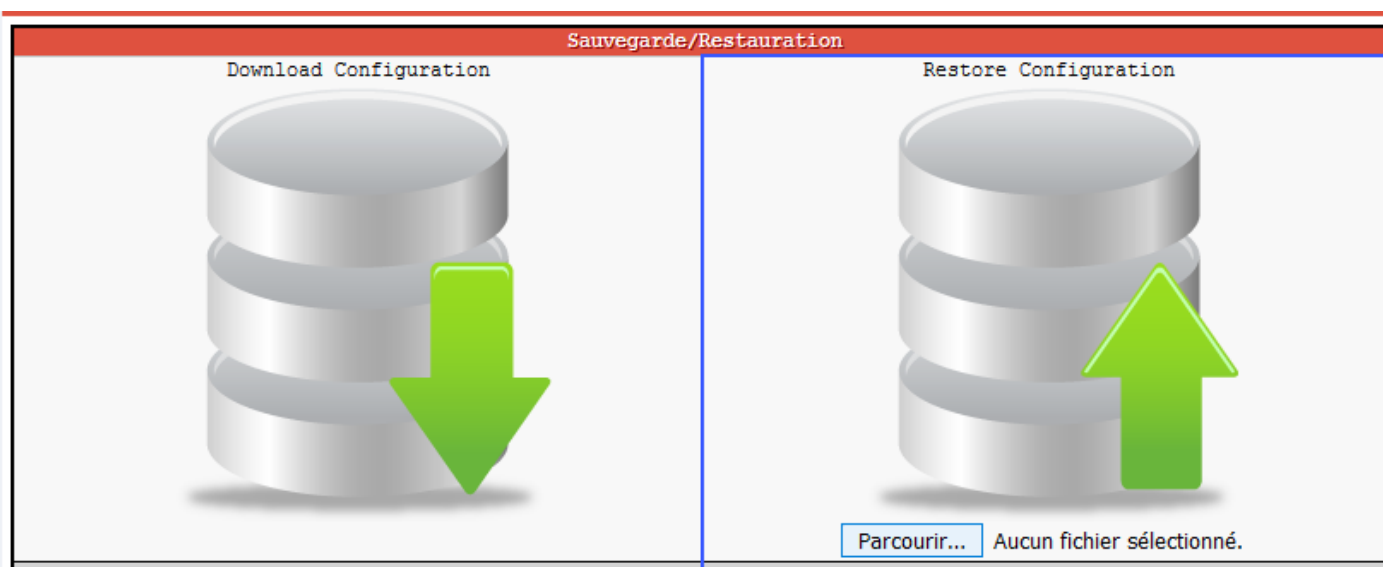 Sauvegarde/Restauration
Download Configuration
Restore Configuration
Parcourir... Aucun fichier sélectionné.